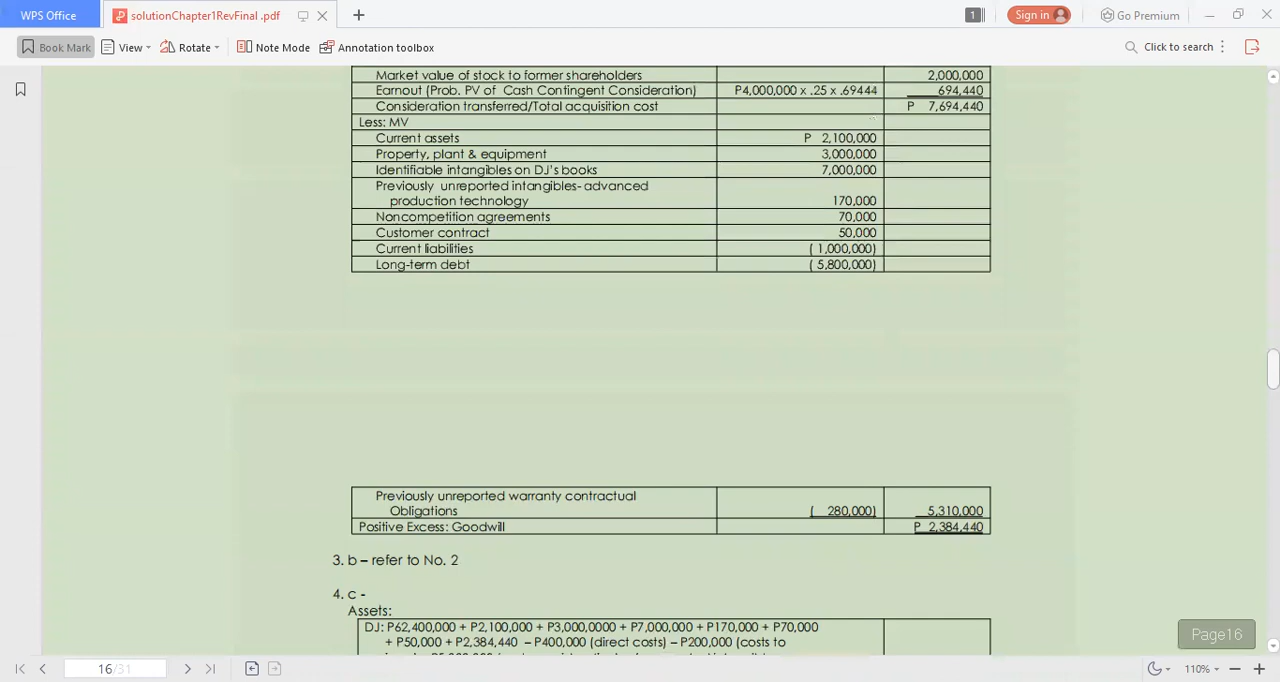 WPS Office
solutionChapter1RevFinal .pdf
1
Sign in
Go Premium
Book Mark
View
Rotate
Note Mode
Annotation toolbox
Click to search
Market value of stock to former shareholders 2,000,000
Earnout (Prob. PV of Cash Contingent Consideration) P4,000,000 x .25 x .69444 694,440
Consideration transferred/Total acquisition cost P 7,694,440
Less: MV
Current assets P 2,100,000
Property, plant & equipment 3,000,000
Identifiable intangibles on DJ's books 7,000,000
Previously unreported intangibles- advanced
production technology 170,000
Noncompetition agreements 70,000
Customer contract 50,000
Current liabilities ( 1,000,000)
Long-term debt ( 5,800,000)
Previously unreported warranty contractual
Obligations ( 280,000) 5,310,000
Positive Excess: Goodwill P 2,384,440
3. b – refer to No. 2
4. c -
Assets:
DJ: P62,400,000 + P2,100,000 + P3,000,0000 + P7,000,000 + P170,000 + P70,000
+ P50,000 + P2,384,440 – P400,000 (direct costs) – P200,000 (costs to
Page16
16/31
110%